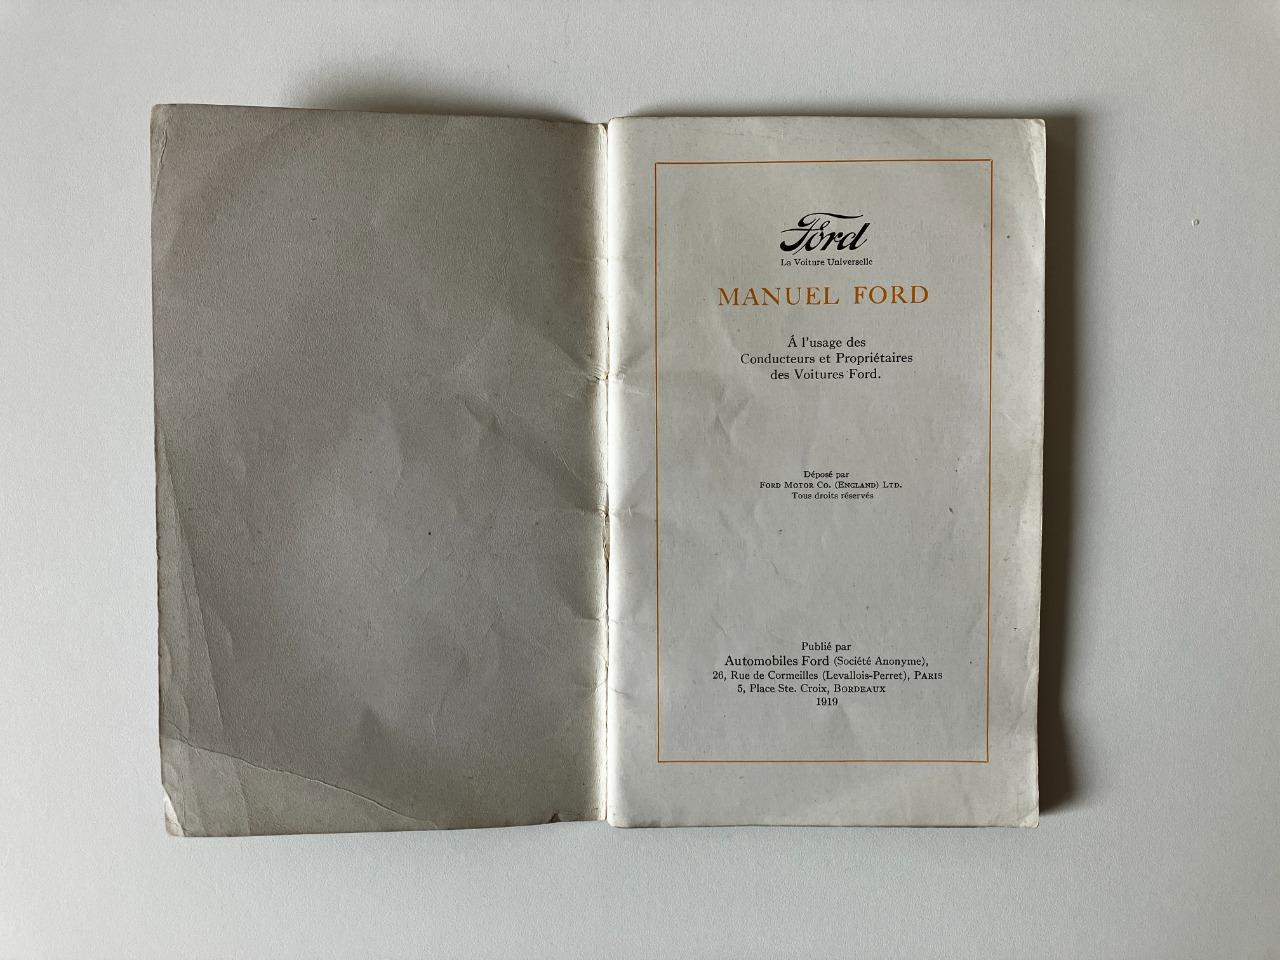 Ford
La Voiture Universelle
MANUEL FORD
Á l'usage des
Conducteurs et Propriétaires
des Voitures Ford.
Déposé par
FORD MOTOR CO. (ENGLAND) LTD.
Tous droits réservés
Publié par
Automobiles Ford (Société Anonyme),
26, Rue de Cormeilles (Levallois-Perret), PARIS
5, Place Ste. Croix, BORDEAUX
1919